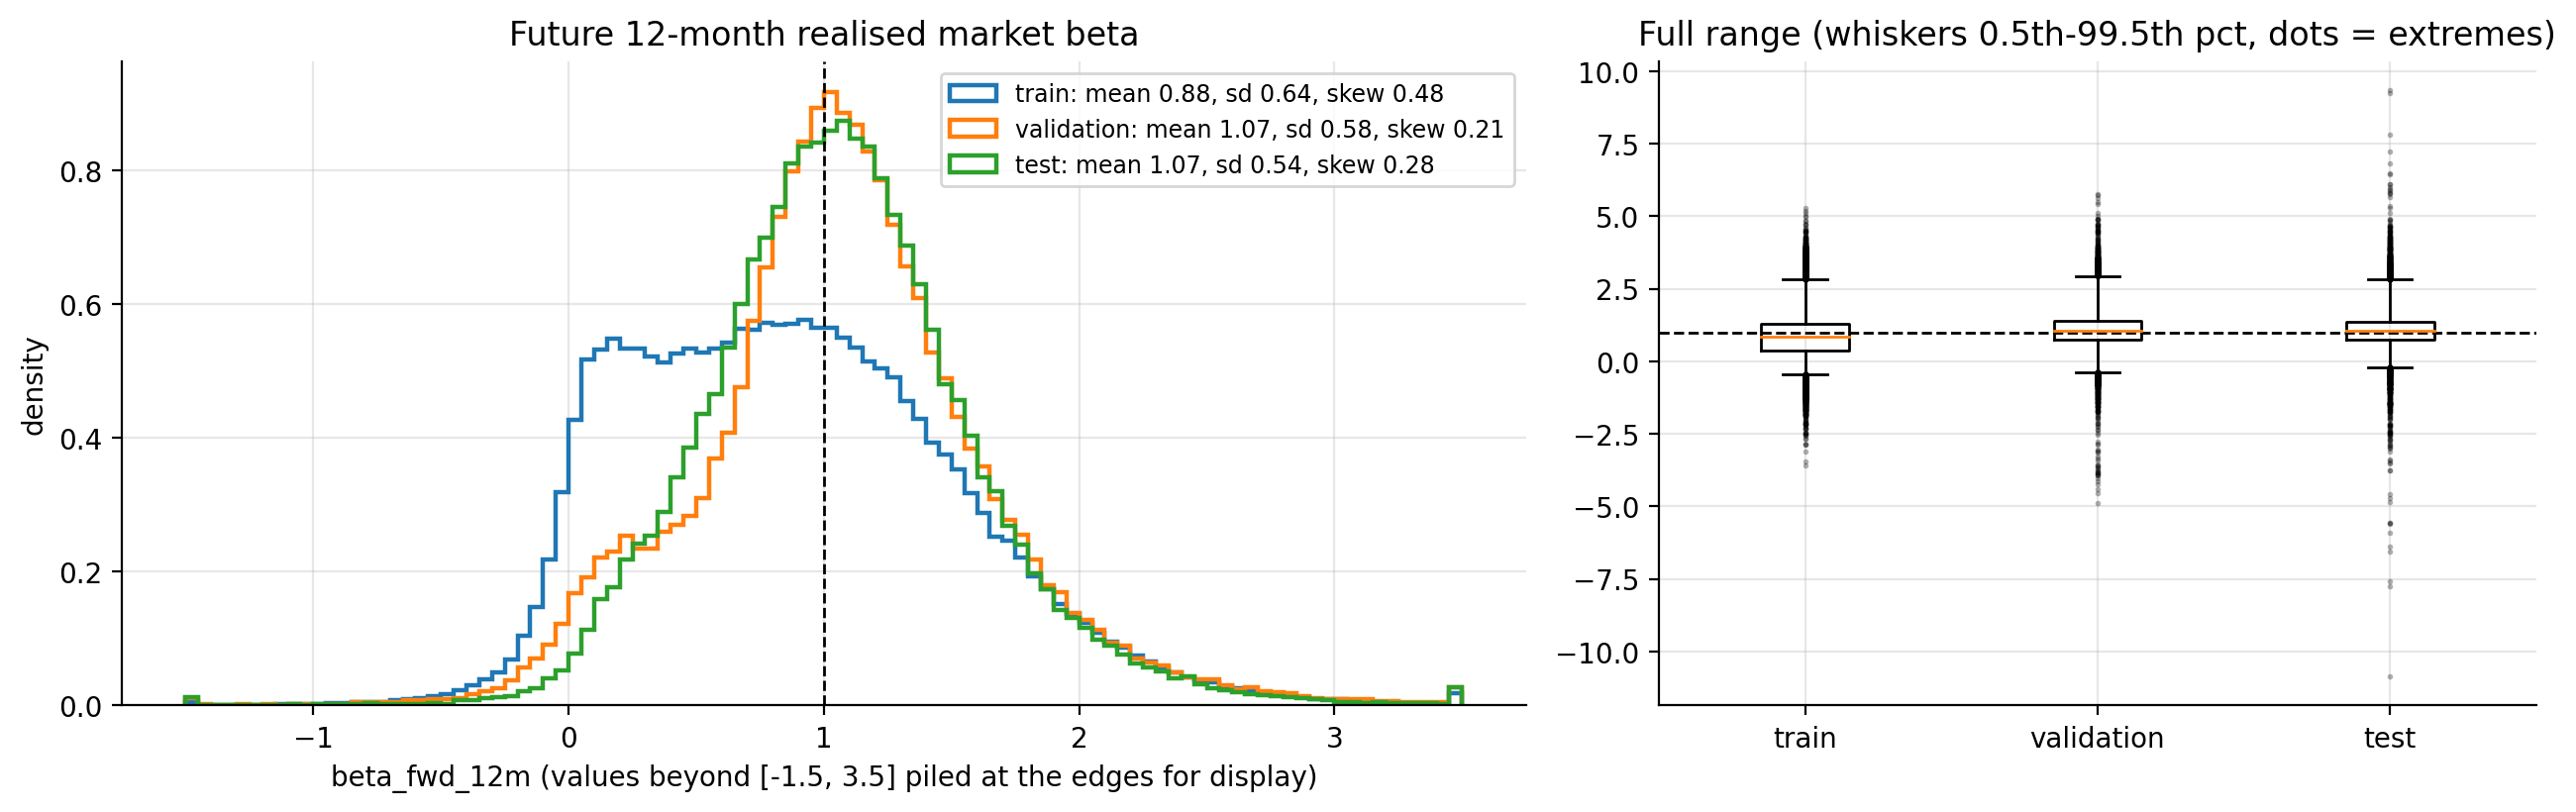 Future 12-month realised market beta
train: mean 0.88, sd 0.64, skew 0.48
validation: mean 1.07, sd 0.58, skew 0.21
test: mean 1.07, sd 0.54, skew 0.28
density
0.8
0.6
0.4
0.2
0.0
−1
0
1
2
3
beta_fwd_12m (values beyond [-1.5, 3.5] piled at the edges for display)
Full range (whiskers 0.5th-99.5th pct, dots = extremes)
10.0
7.5
5.0
2.5
0.0
−2.5
−5.0
−7.5
−10.0
train
validation
test